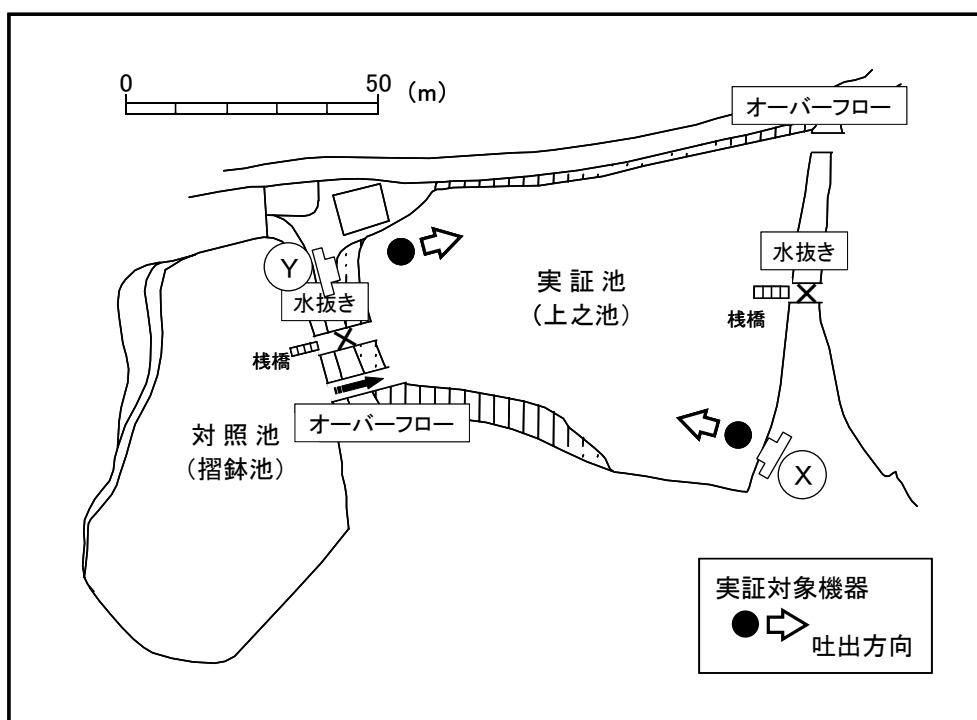 0 50 (m)
オーバーフロー
Y
水抜き
実証池
(上之池)
水抜き
桟橋
桟橋
オーバーフロー
対照池
(摺鉢池)
X
実証対象機器
吐出方向